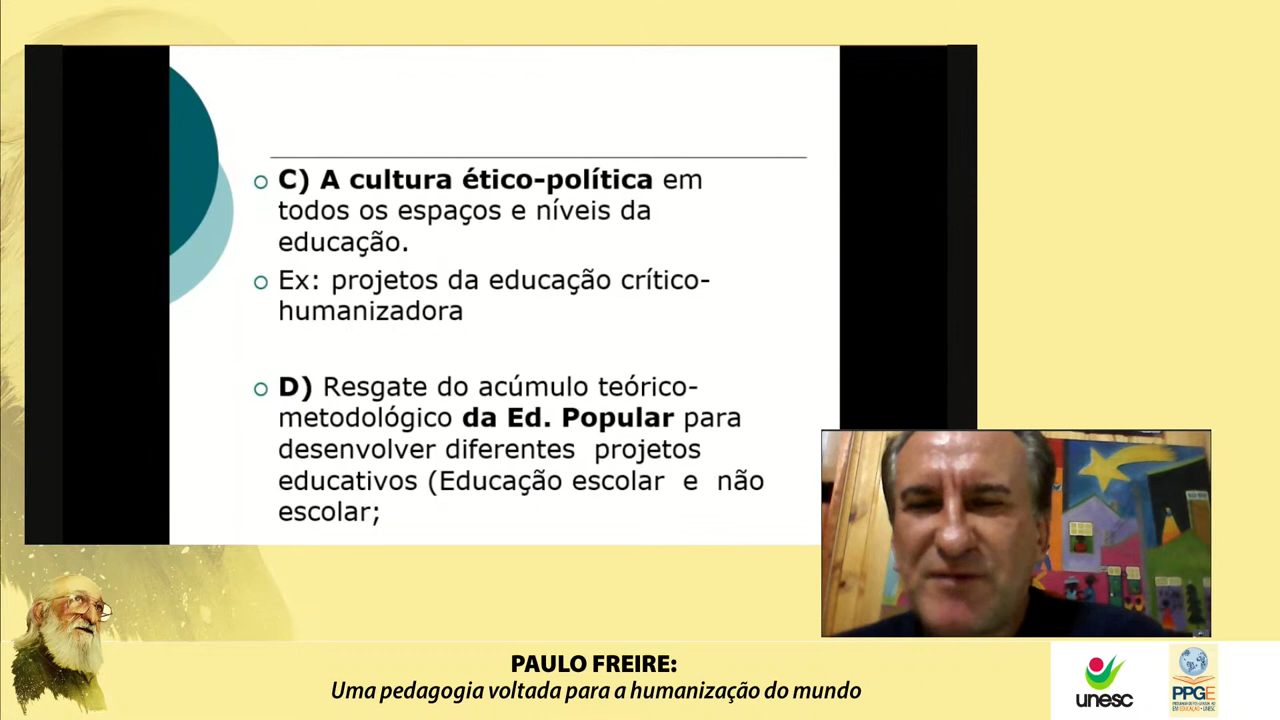 C) A cultura ético-política em
todos os espaços e níveis da
educação.
Ex: projetos da educação crítico-
humanizadora
D) Resgate do acúmulo teórico-
metodológico da Ed. Popular para
desenvolver diferentes projetos
educativos (Educação escolar e não
escolar;
PAULO FREIRE:
Uma pedagogia voltada para a humanização do mundo
unesc
PPGE